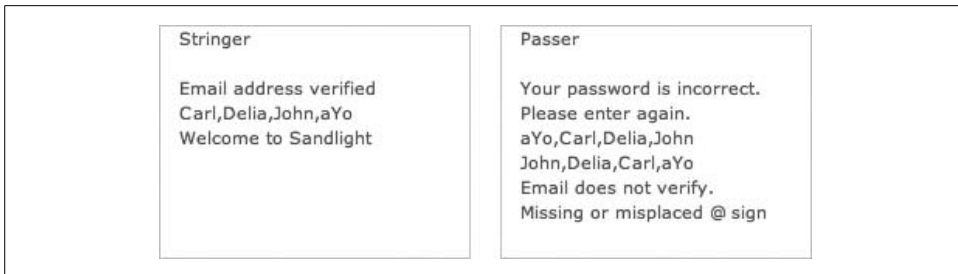 Stringer
Email address verified
Carl,Delia,John,aYo
Welcome to Sandlight
Passer
Your password is incorrect.
Please enter again.
aYo,Carl,Delia,John
John,Delia,Carl,aYo
Email does not verify.
Missing or misplaced @ sign